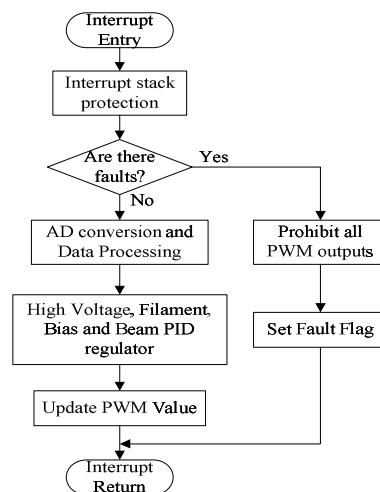 Interrupt
Entry
Interrupt stack
protection
Are there
faults?
Yes
No
AD conversion and
Data Processing
Prohibit all
PWM outputs
High Voltage, Filament,
Bias and Beam PID
regulator
Set Fault Flag
Update PWM Value
Interrupt
Return